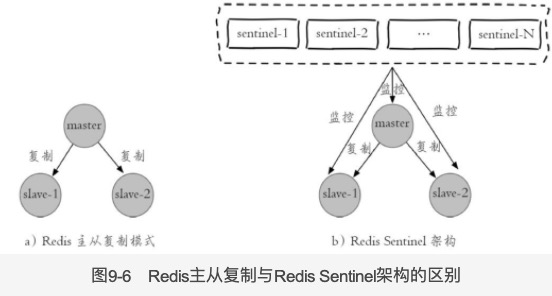 sentinel-1 sentinel-2 … sentinel-N
监控
监控 监控
master master
复制 复制 复制 复制
slave-1 slave-2 slave-1 slave-2
a) Redis 主从复制模式 b) Redis Sentinel 架构
图9-6 Redis主从复制与Redis Sentinel架构的区别